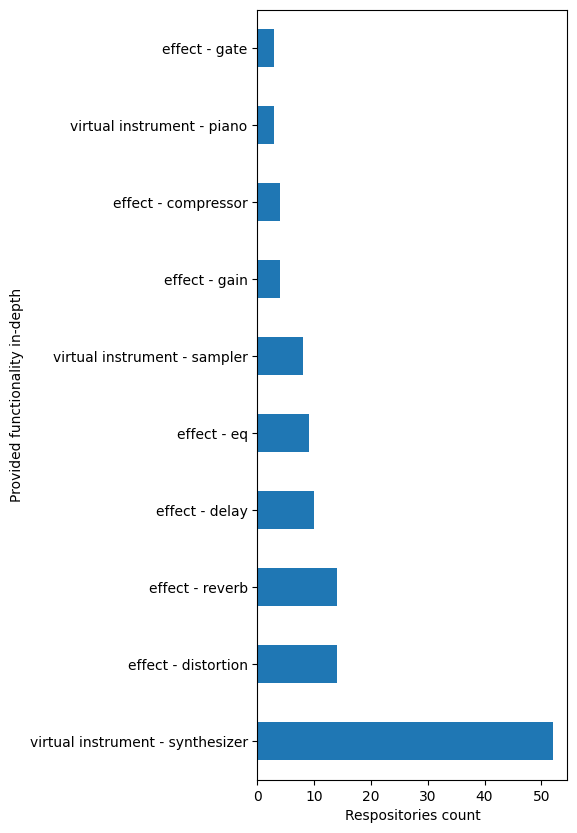 effect - gate
virtual instrument - piano
effect - compressor
effect - gain
virtual instrument - sampler
effect - eq
effect - delay
effect - reverb
effect - distortion
virtual instrument - synthesizer
Provided functionality in-depth
0 10 20 30 40 50
Respositories count